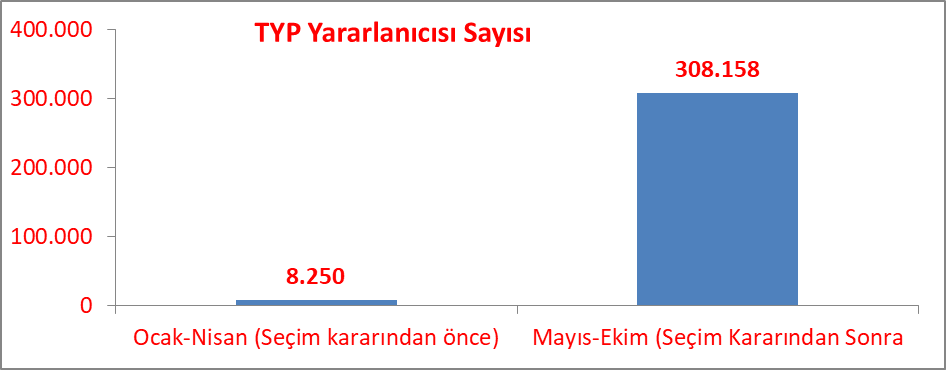 TYP Yararlanıcısı Sayısı
400.000
300.000
200.000
100.000
0
8.250
308.158
Ocak-Nisan (Seçim kararından önce)
Mayıs-Ekim (Seçim Kararından Sonra